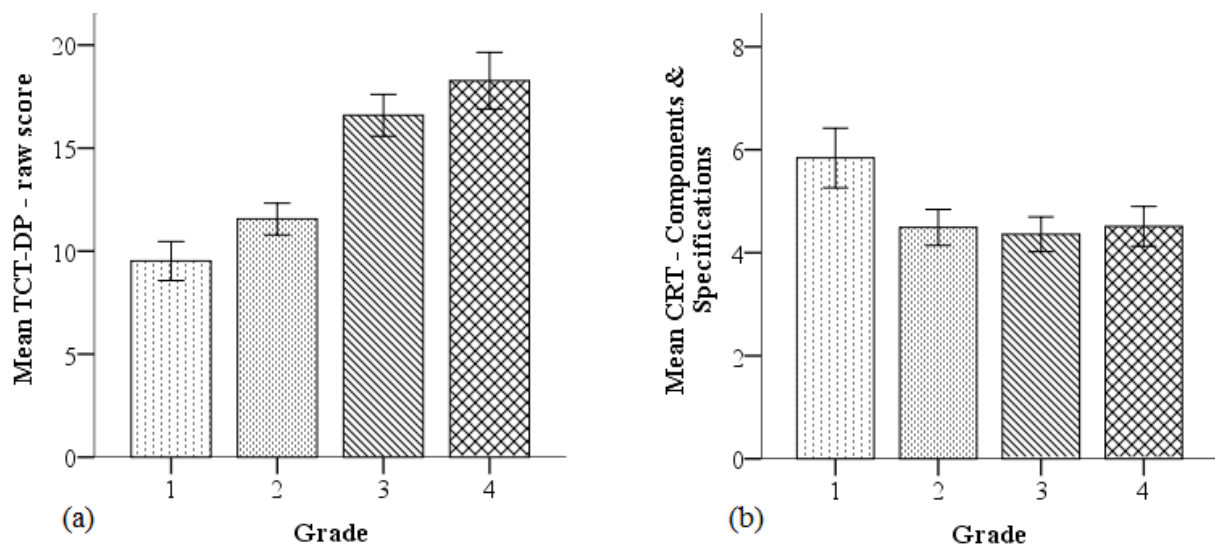 Mean TCT-DP - raw score
20
15
10
5
0
1 2 3 4
Grade
(a)
Mean CRT - Components &
Specifications
8
6
4
2
0
1 2 3 4
Grade
(b)